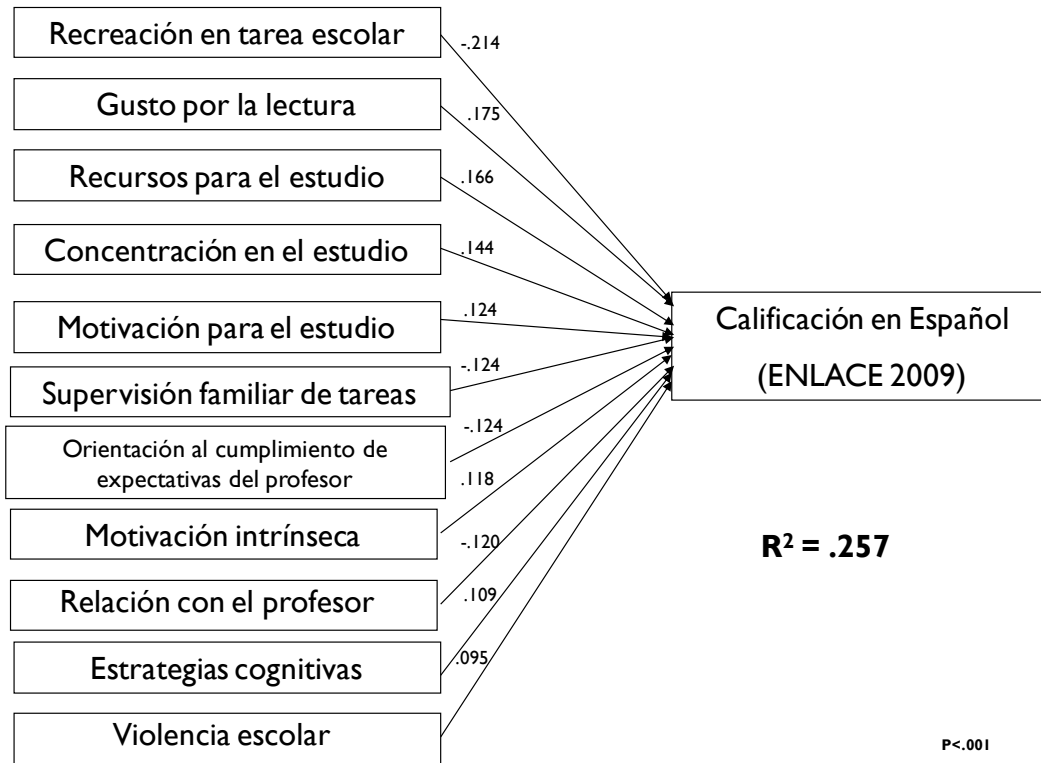 Recreación en tarea escolar
-.214
Gusto por la lectura
.175
Recursos para el estudio
.166
Concentración en el estudio
.144
Motivación para el estudio
.124
Supervisión familiar de tareas
-.124
Orientación al cumplimiento de
expectativas del profesor
-.124
Motivación intrínseca
.118
Relación con el profesor
-.120
Estrategias cognitivas
.109
Violencia escolar
.095
Calificación en Español
(ENLACE 2009)
R² = .257
P<.001